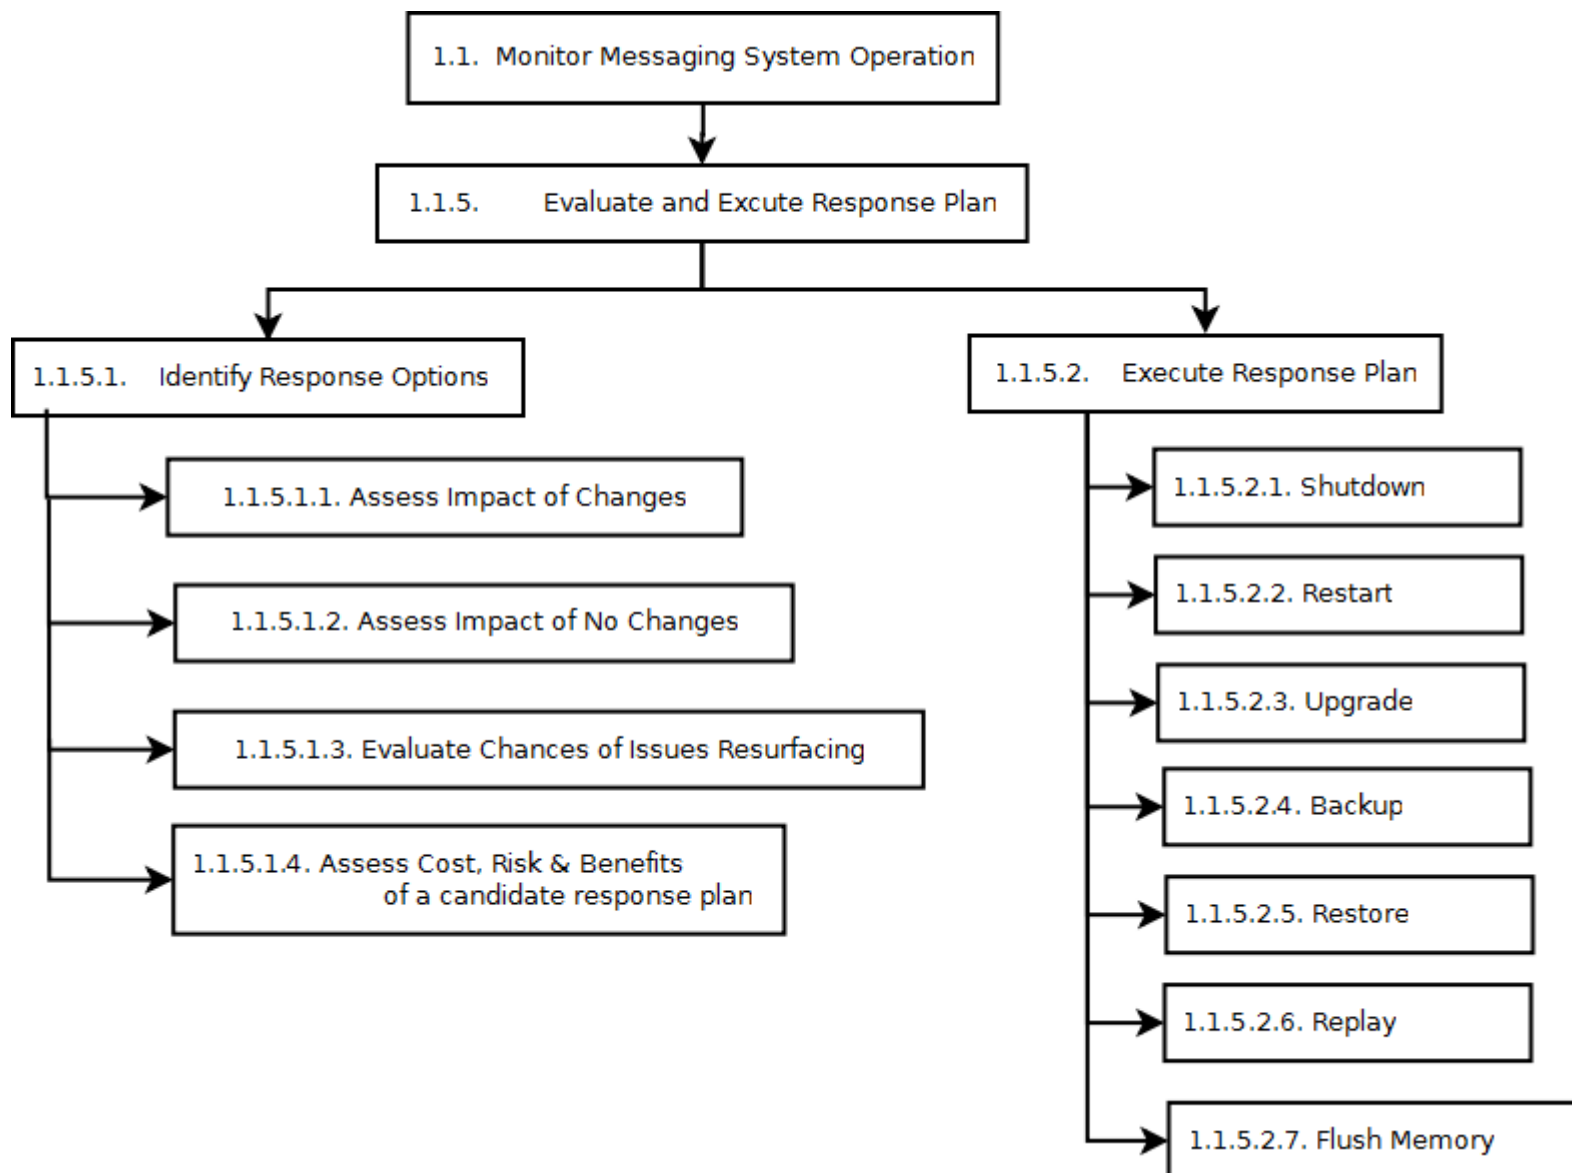 1.1. Monitor Messaging System Operation
1.1.5. Evaluate and Excute Response Plan
1.1.5.1. Identify Response Options
1.1.5.1.1. Assess Impact of Changes
1.1.5.1.2. Assess Impact of No Changes
1.1.5.1.3. Evaluate Chances of Issues Resurfacing
1.1.5.1.4. Assess Cost, Risk & Benefits
of a candidate response plan
1.1.5.2. Execute Response Plan
1.1.5.2.1. Shutdown
1.1.5.2.2. Restart
1.1.5.2.3. Upgrade
1.1.5.2.4. Backup
1.1.5.2.5. Restore
1.1.5.2.6. Replay
1.1.5.2.7. Flush Memory